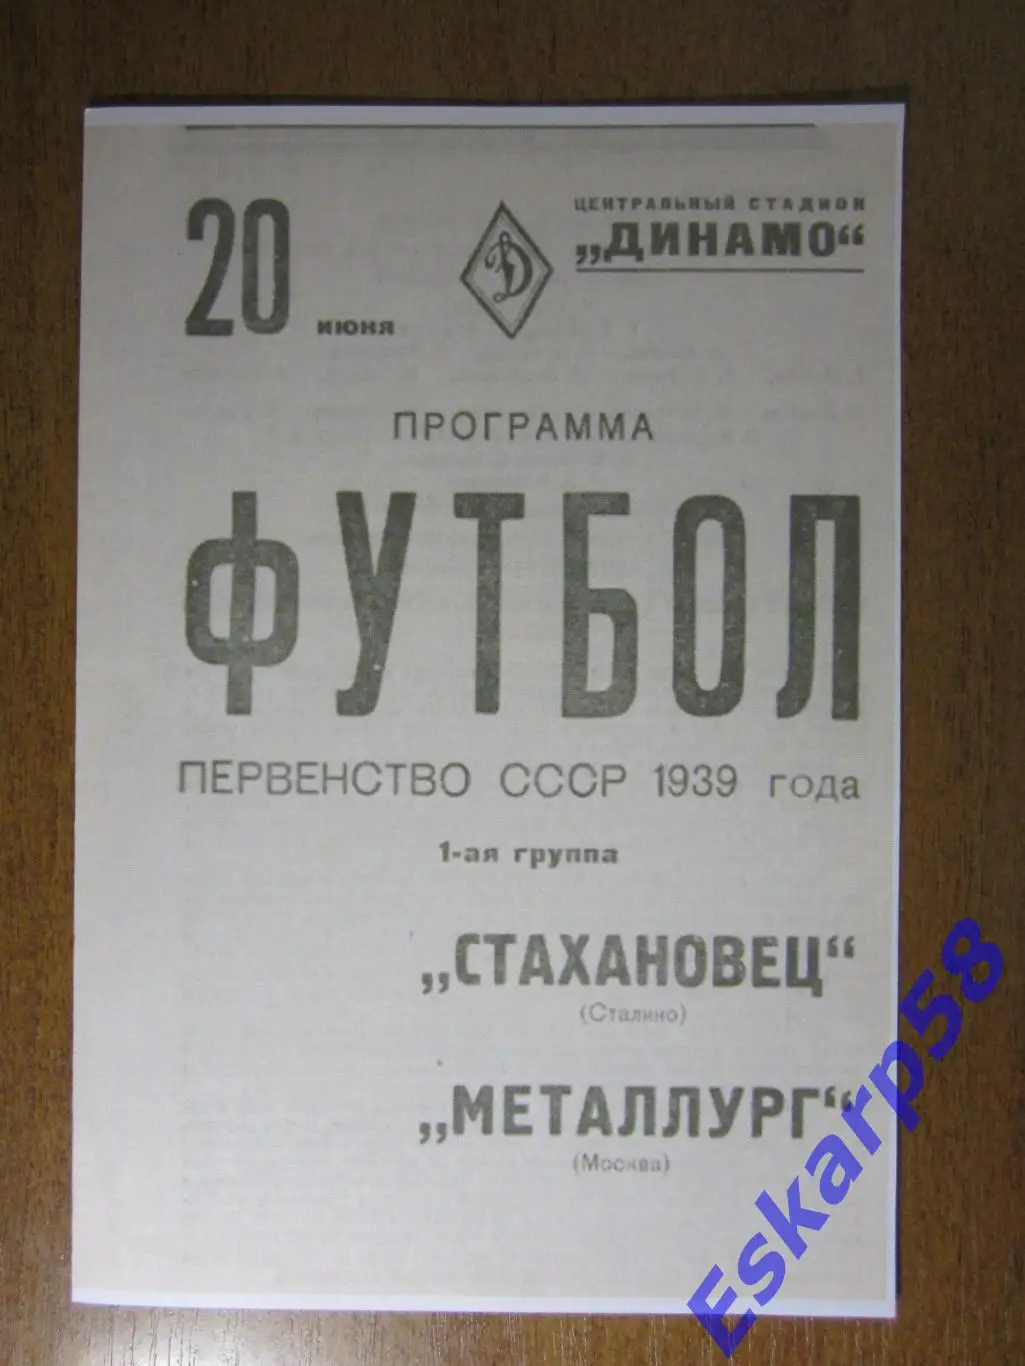 20 июня
ЦЕНТРАЛЬНЫЙ СТАДИОН
„ДИНАМО“
Д
ПРОГРАММА
ФУТБОЛ
ПЕРВЕНСТВО СССР 1939 года
1-ая группа
„СТАХАНОВЕЦ“
(Сталино)
„МЕТАЛЛУРГ“
(Москва)
Eskarp58